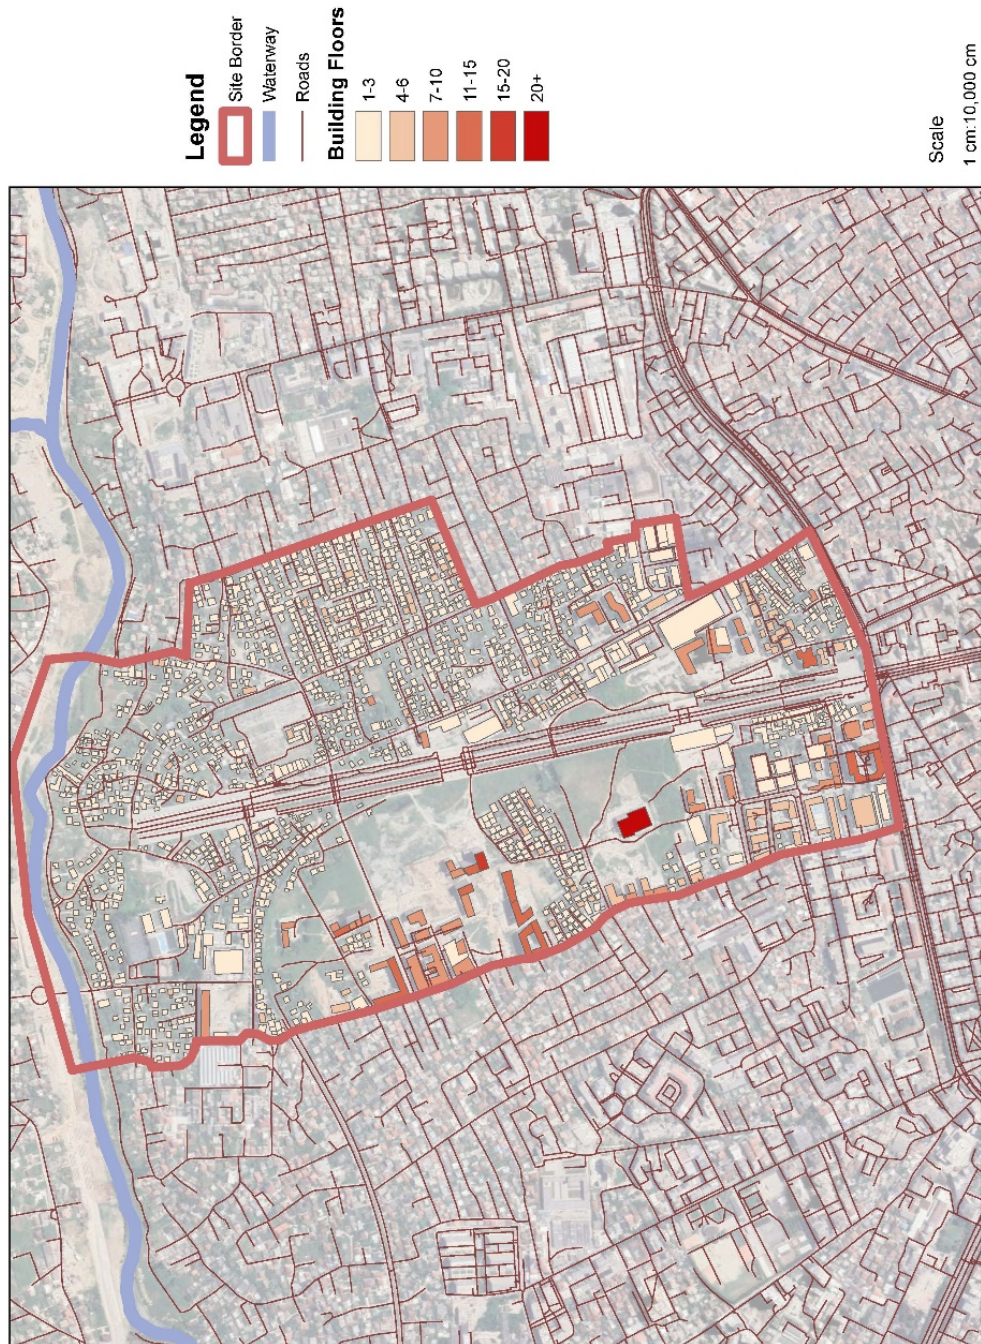 Legend
Site Border
Waterway
Roads
Building Floors
1-3
4-6
7-10
11-15
15-20
20+
Scale
1 cm:10,000 cm